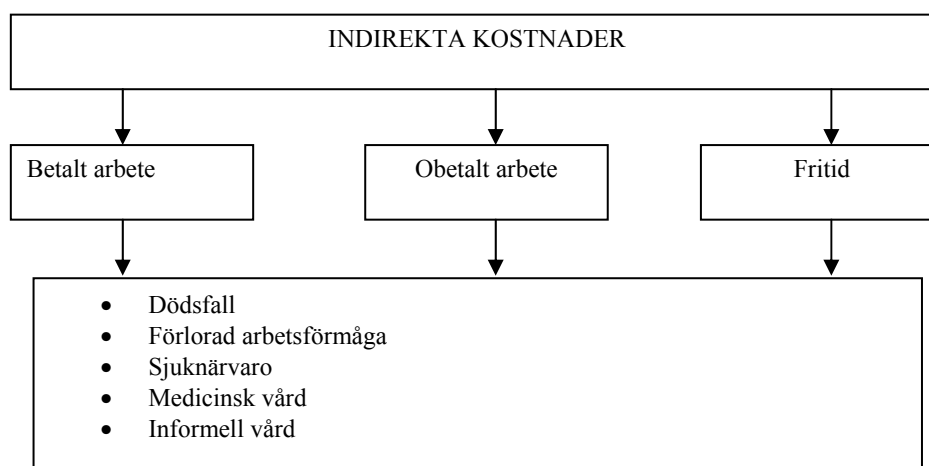 INDIREKTA KOSTNADER
Betalt arbete
Obetalt arbete
Fritid
• Dödsfall
• Förlorad arbetsförmåga
• Sjuknärvaro
• Medicinsk vård
• Informell vård